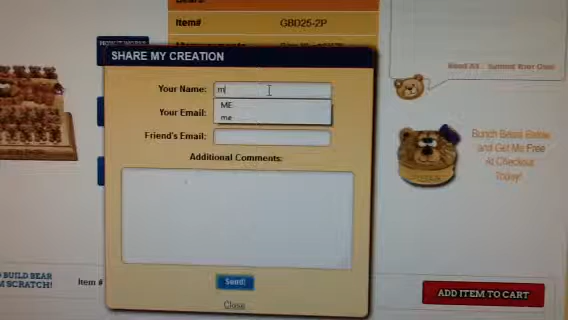 Item# GBD25-2P
SHARE MY CREATION
Your Name: m
ME
me
Your Email:
Friend's Email:
Additional Comments:
Send!
Close
Bunch Bears Below
and Get Me Free
At Checkout
Today!
BUILD BEAR
M SCRATCH!
Item #
ADD ITEM TO CART